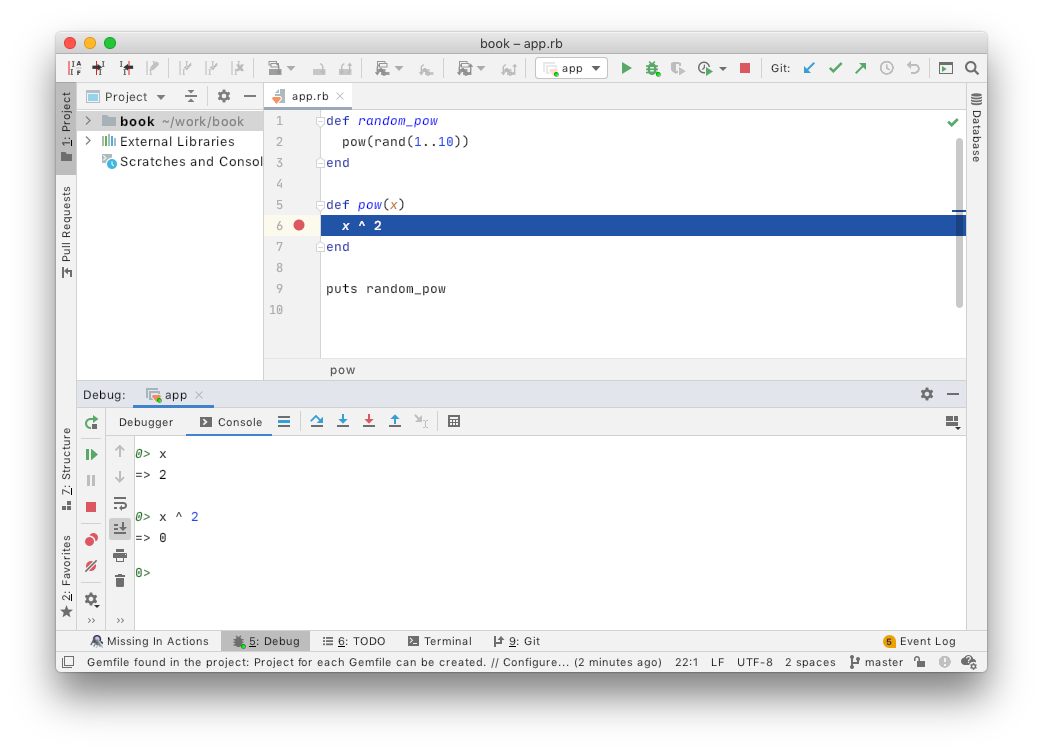 book – app.rb
app
Git:
1: Project
Project
app.rb
book ~/work/book
External Libraries
Scratches and Consol
Pull Requests
Database
1 def random_pow
2 pow(rand(1..10))
3 end
4
5 def pow(x)
6 x ^ 2
7 end
8
9 puts random_pow
10
pow
Debug: app
Debugger Console
Z: Structure
2: Favorites
0> x
=> 2
0> x ^ 2
=> 0
0>
Missing In Actions 5: Debug 6: TODO Terminal 9: Git 5 Event Log
Gemfile found in the project: Project for each Gemfile can be created. // Configure... (2 minutes ago) 22:1 LF UTF-8 2 spaces master